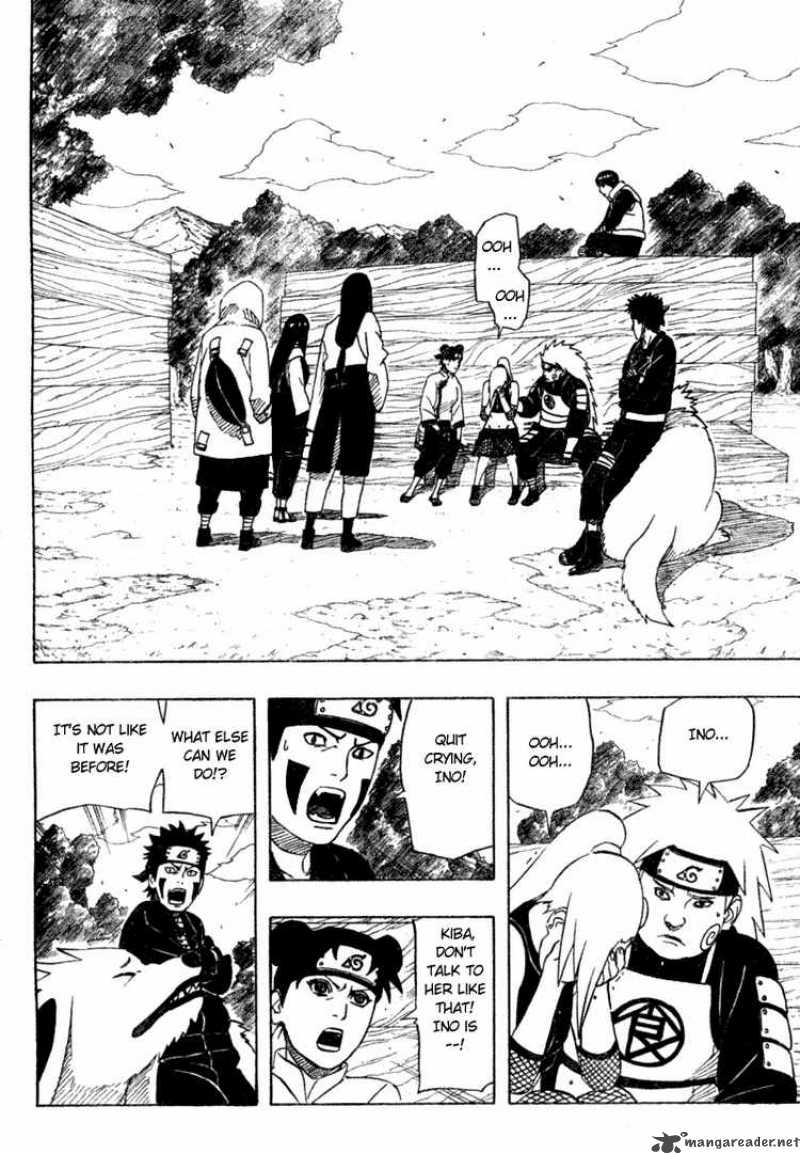 OOH
...
OOH
...
INO...
OOH...
OOH...
QUIT
CRYING,
INO!
KIBA,
DON'T
TALK TO
HER LIKE
THAT!
INO IS
--!
WHAT ELSE
CAN WE
DO!?
IT'S NOT LIKE
IT WAS
BEFORE!
食
mangareader.net